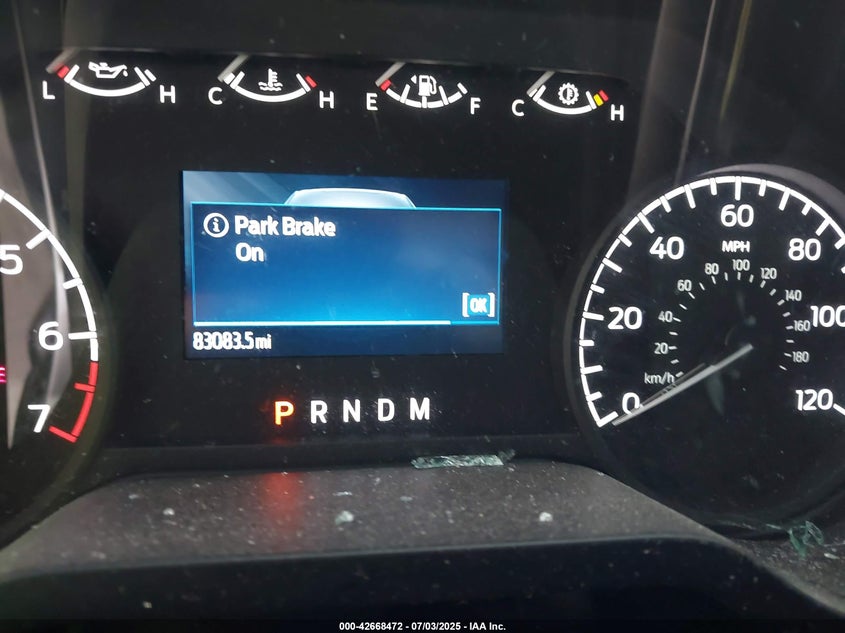 L H C H E F C H
Park Brake
On
[OK]
83083.5 mi
P R N D M
5
6
7
E
MPH
0 20 40 60 80 100 120
km/h
20 40 60 80 100 120 140 160 180
000-42668472 - 07/03/2025 - IAA Inc.